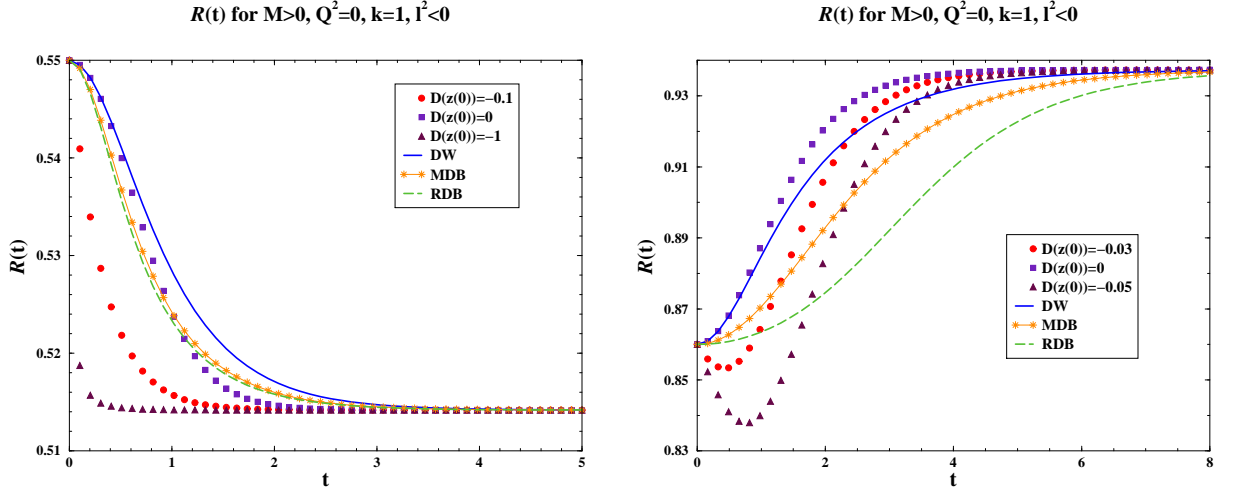 R(t) for M>0, Q²=0, k=1, l²<0
0.55
0.54
0.53
0.52
0.51
R(t)
0
1
2
3
4
5
t
D(z(0))=−0.1
D(z(0))=0
D(z(0))=−1
DW
MDB
RDB
R(t) for M>0, Q²=0, k=1, l²<0
0.93
0.91
0.89
0.87
0.85
0.83
R(t)
0
2
4
6
8
t
D(z(0))=−0.03
D(z(0))=0
D(z(0))=−0.05
DW
MDB
RDB